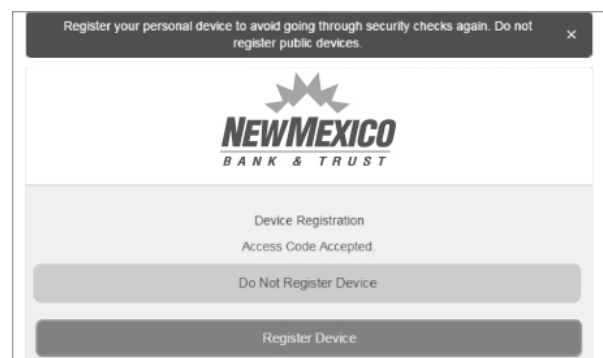 Register your personal device to avoid going through security checks again. Do not
register public devices.
×
NEWMEXICO
BANK & TRUST
Device Registration
Access Code Accepted.
Do Not Register Device
Register Device